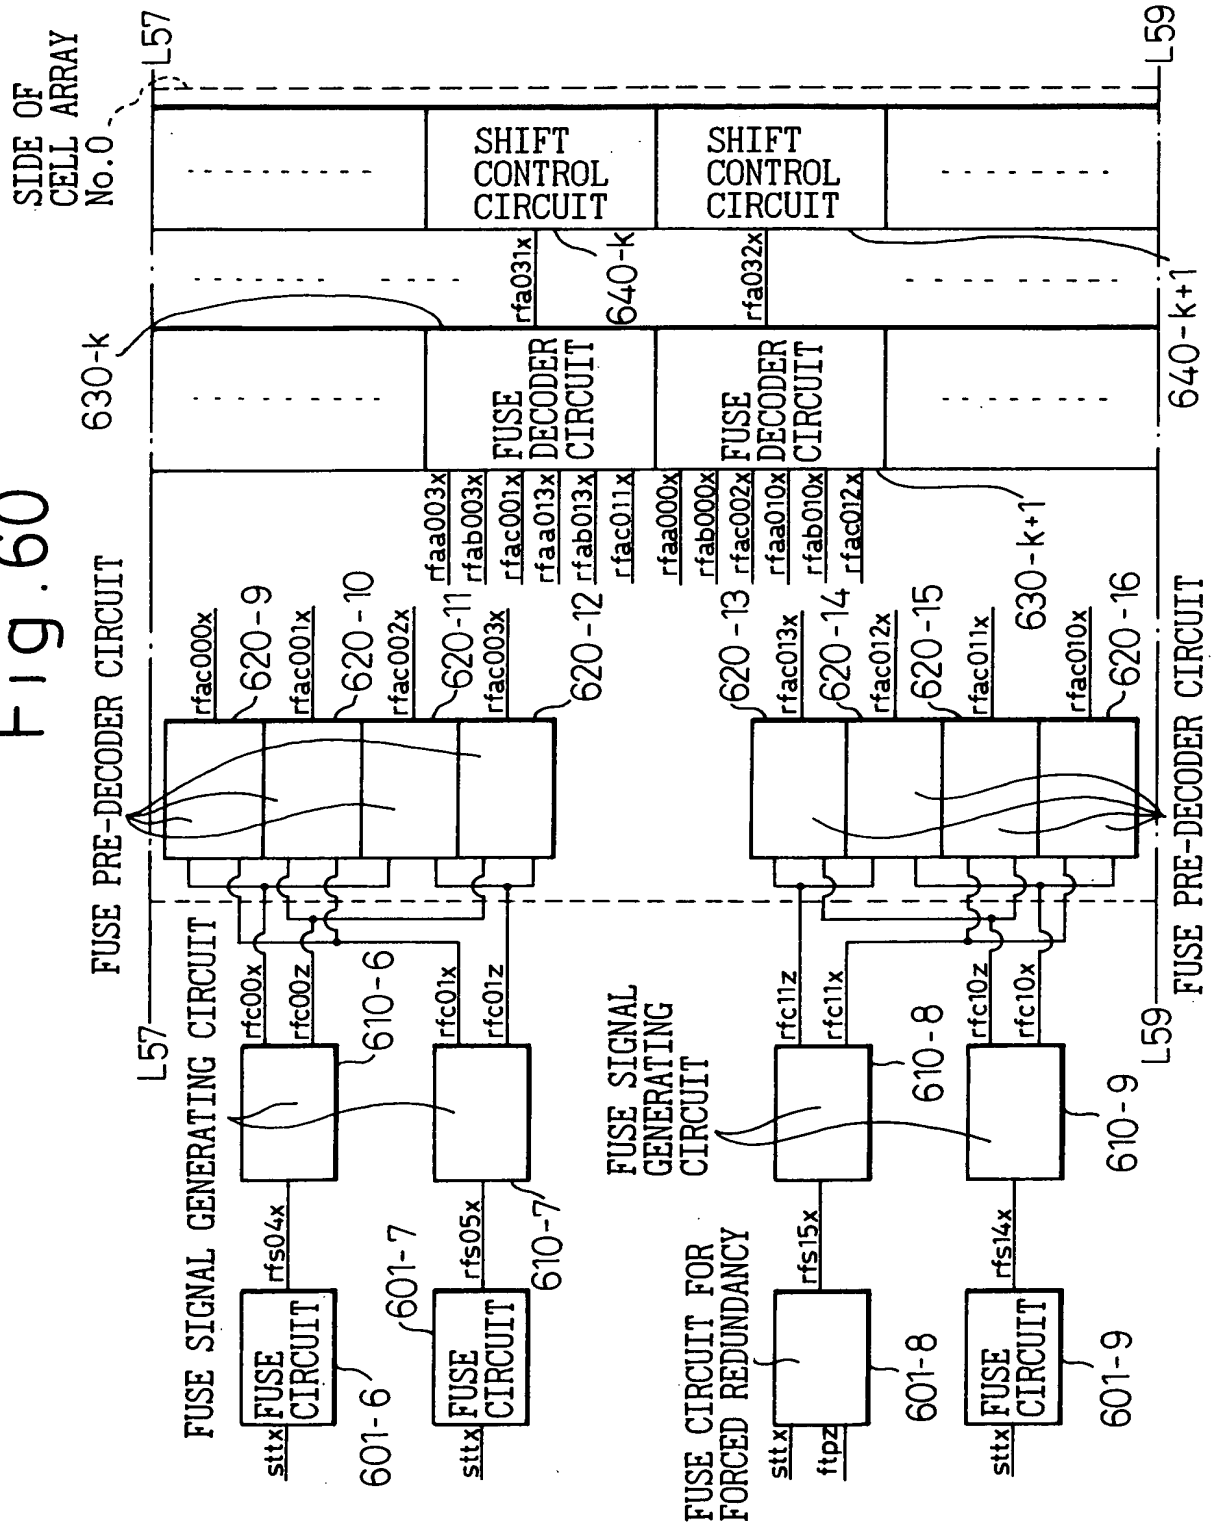 Fig.60
SIDE OF
CELL ARRAY
No.0
L57
L59
FUSE PRE-DECODER CIRCUIT
630-k
SHIFT
CONTROL
CIRCUIT
SHIFT
CONTROL
CIRCUIT
rfa031x
640-k
rfa032x
640-k+1
FUSE
DECODER
CIRCUIT
FUSE
DECODER
CIRCUIT
rfaa003x
rfab003x
rfac001x
rfaa013x
rfab013x
rfac011x
rfaa000x
rfab000x
rfac002x
rfaa010x
rfab010x
rfac012x
630-k+1
rfac000x
620-9
rfac001x
620-10
rfac002x
620-11
rfac003x
620-12
620-13
rfac013x
620-14
rfac012x
620-15
rfac011x
rfac010x
620-16
FUSE PRE-DECODER CIRCUIT
L57
L59
FUSE SIGNAL GENERATING CIRCUIT
rfc00x
rfc00z
610-6
rfc01x
rfc01z
FUSE SIGNAL
GENERATING
CIRCUIT
rfc11z
rfc11x
610-8
rfc10z
rfc10x
610-9
rfs04x
rfs05x
610-7
rfs15x
rfs14x
sttx
FUSE
CIRCUIT
601-6
601-7
sttx
FUSE
CIRCUIT
FUSE CIRCUIT FOR
FORCED REDUNDANCY
sttx
ftpz
601-8
sttx
FUSE
CIRCUIT
601-9